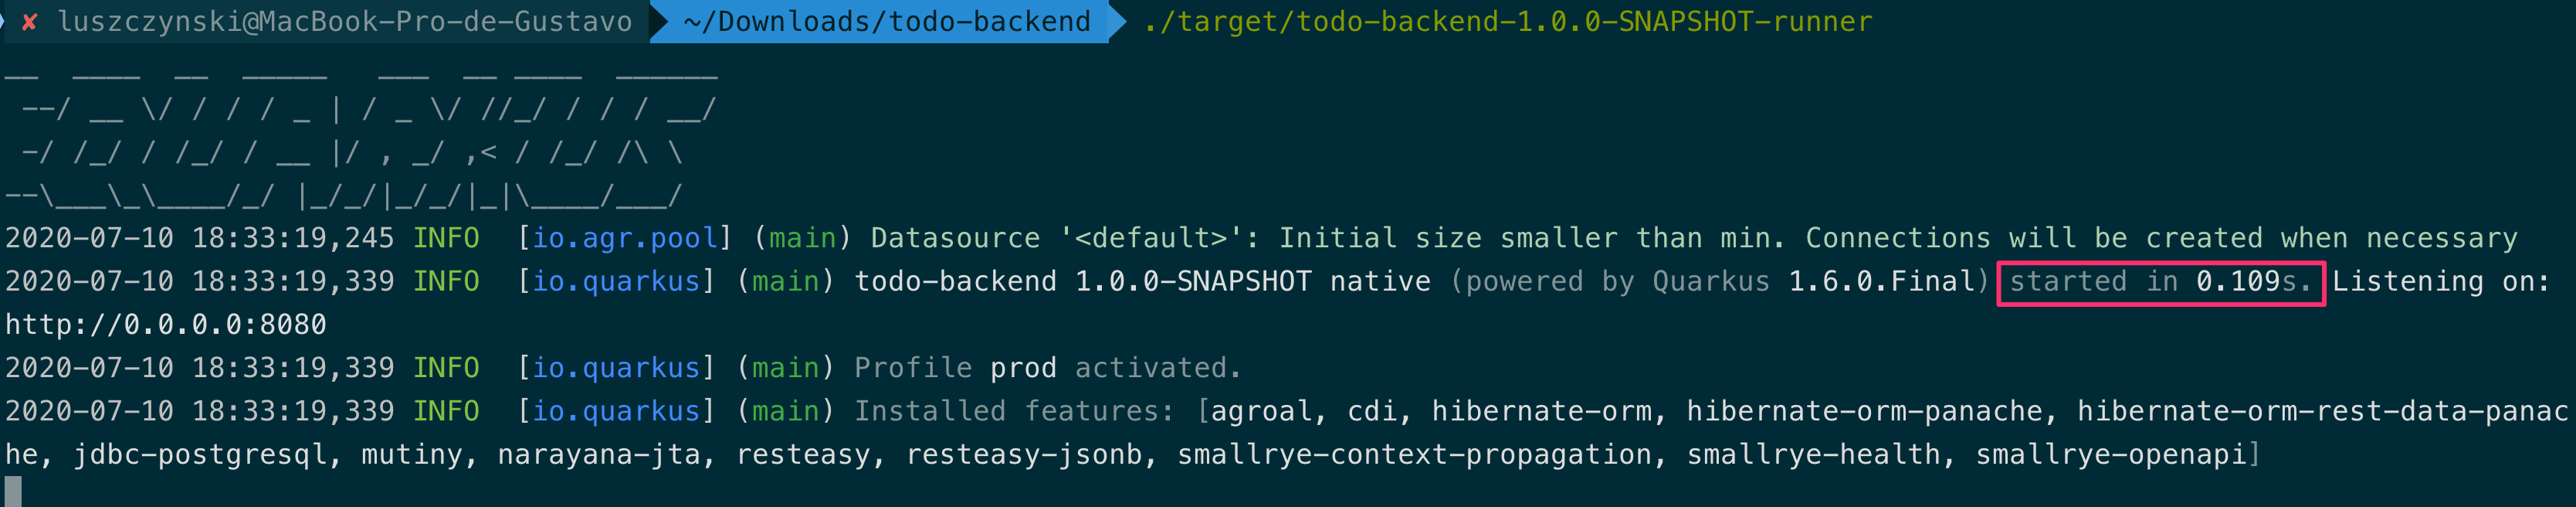 ✘ luszczynski@MacBook-Pro-de-Gustavo ~/Downloads/todo-backend ./target/todo-backend-1.0.0-SNAPSHOT-runner
__  ____  __  _____   ___  __ ____  ______
 --/ __ \/ / / / _ | / _ \/ //_/ / / / __/
 -/ /_/ / /_/ / __ |/ , _/ ,< / /_/ /\ \
--\___\_\____/_/ |_/_/|_/_/|_|\____/___/
2020-07-10 18:33:19,245 INFO  [io.agr.pool] (main) Datasource '<default>': Initial size smaller than min. Connections will be created when necessary
2020-07-10 18:33:19,339 INFO  [io.quarkus] (main) todo-backend 1.0.0-SNAPSHOT native (powered by Quarkus 1.6.0.Final) started in 0.109s. Listening on:
http://0.0.0.0:8080
2020-07-10 18:33:19,339 INFO  [io.quarkus] (main) Profile prod activated.
2020-07-10 18:33:19,339 INFO  [io.quarkus] (main) Installed features: [agroal, cdi, hibernate-orm, hibernate-orm-panache, hibernate-orm-rest-data-panac
he, jdbc-postgresql, mutiny, narayana-jta, resteasy, resteasy-jsonb, smallrye-context-propagation, smallrye-health, smallrye-openapi]